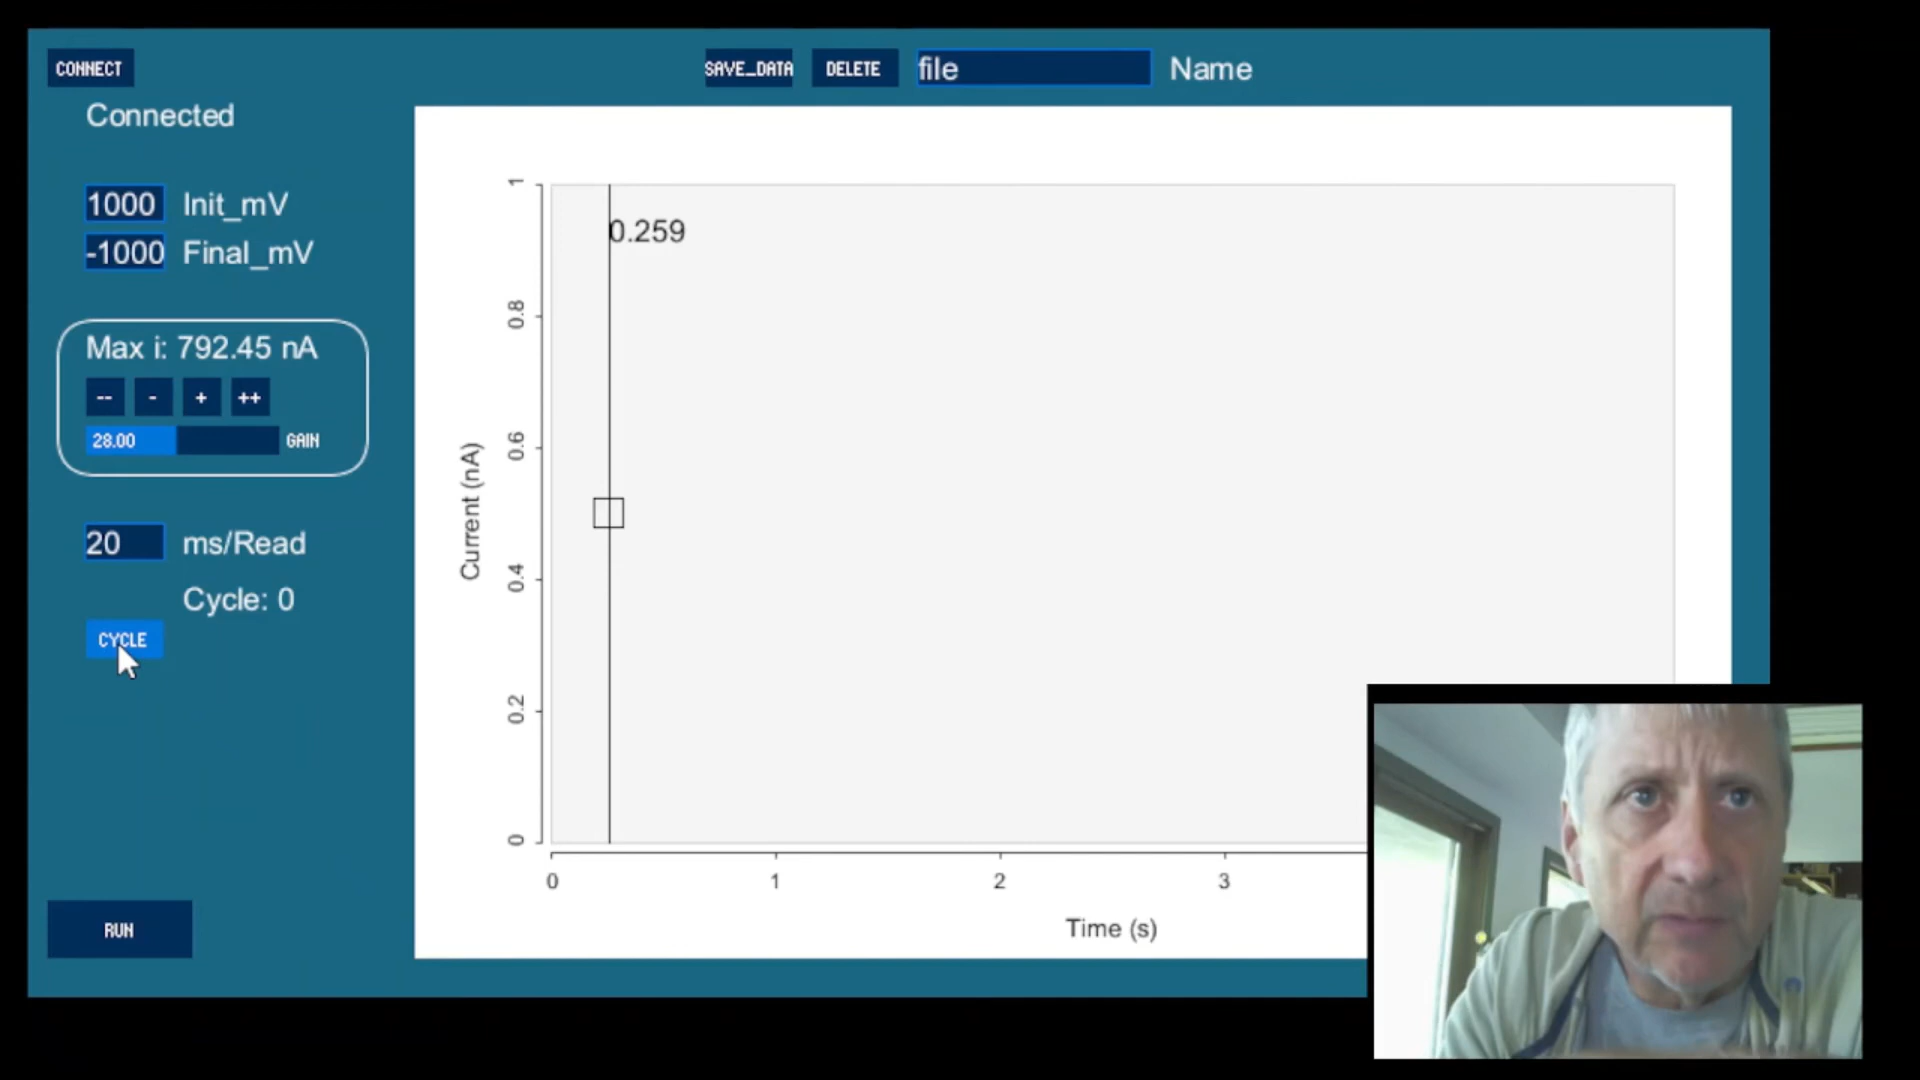 CONNECT
SAVE_DATA
DELETE
file
Name
Connected
1000
Init_mV
-1000
Final_mV
Max i: 792.45 nA
--
-
+
++
28.00
GAIN
20
ms/Read
Cycle: 0
CYCLE
RUN
0.259
1
0.8
0.6
0.4
0.2
0
Current (nA)
0
1
2
3
Time (s)